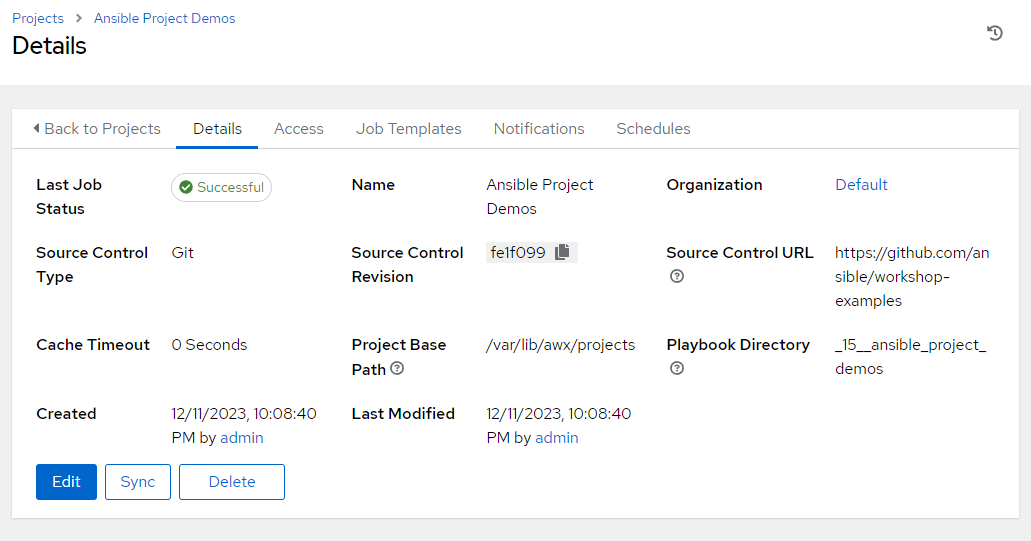 Projects > Ansible Project Demos
Details
Back to Projects Details Access Job Templates Notifications Schedules
Last Job
Status
Successful
Name
Ansible Project
Demos
Organization
Default
Source Control
Type
Git
Source Control
Revision
fe1f099
Source Control URL
https://github.com/an
sible/workshop-
examples
Cache Timeout
0 Seconds
Project Base
Path
/var/lib/awx/projects
Playbook Directory
_15__ansible_project_
demos
Created
12/11/2023, 10:08:40
PM by admin
Last Modified
12/11/2023, 10:08:40
PM by admin
Edit Sync Delete